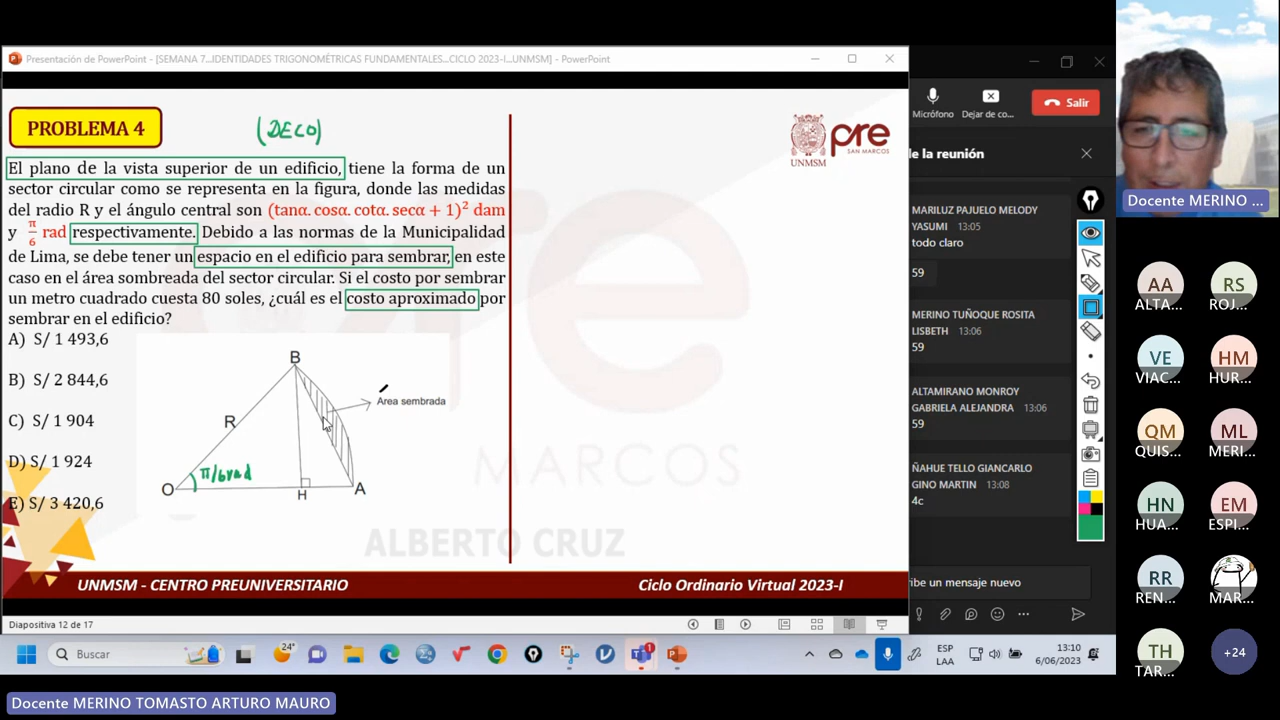 Presentación de PowerPoint - [SEMANA 7...IDENTIDADES TRIGONOMÉTRICAS FUNDAMENTALES...CICLO 2023-I...UNMSM] - PowerPoint
PROBLEMA 4
(DECO)
El plano de la vista superior de un edificio, tiene la forma de un
sector circular como se representa en la figura, donde las medidas
del radio R y el ángulo central son (tanα. cosα. cotα. secα + 1)² dam
y π/6 rad respectivamente. Debido a las normas de la Municipalidad
de Lima, se debe tener un espacio en el edificio para sembrar, en este
caso en el área sombreada del sector circular. Si el costo por sembrar
un metro cuadrado cuesta 80 soles, ¿cuál es el costo aproximado por
sembrar en el edificio?
A) S/ 1 493,6
B) S/ 2 844,6
C) S/ 1 904
D) S/ 1 924
E) S/ 3 420,6
B
R
Area sembrada
π/6 rad
O
H
A
UNMSM
pre
SAN MARCOS
re
MARCOS
ALBERTO CRUZ
UNMSM - CENTRO PREUNIVERSITARIO
Ciclo Ordinario Virtual 2023-I
Diapositiva 12 de 17
Micrófono
Dejar de co...
Salir
de la reunión
MARILUZ PAJUELO MELODY
YASUMI 13:05
todo claro
59
MERINO TUÑOQUE ROSITA
LISBETH 13:06
59
ALTAMIRANO MONROY
GABRIELA ALEJANDRA 13:06
59
ÑAHUE TELLO GIANCARLO
GINO MARTIN 13:08
4c
ribe un mensaje nuevo
Docente MERINO ...
AA
ALTA...
RS
ROJ...
VE
VIAC...
HM
HUR...
QM
QUIS...
ML
MERI...
HN
HUA...
EM
ESPI...
RR
REN...
MAR...
TH
TAR...
+24
24°
Buscar
1
ESP
LAA
13:10
6/06/2023
Docente MERINO TOMASTO ARTURO MAURO